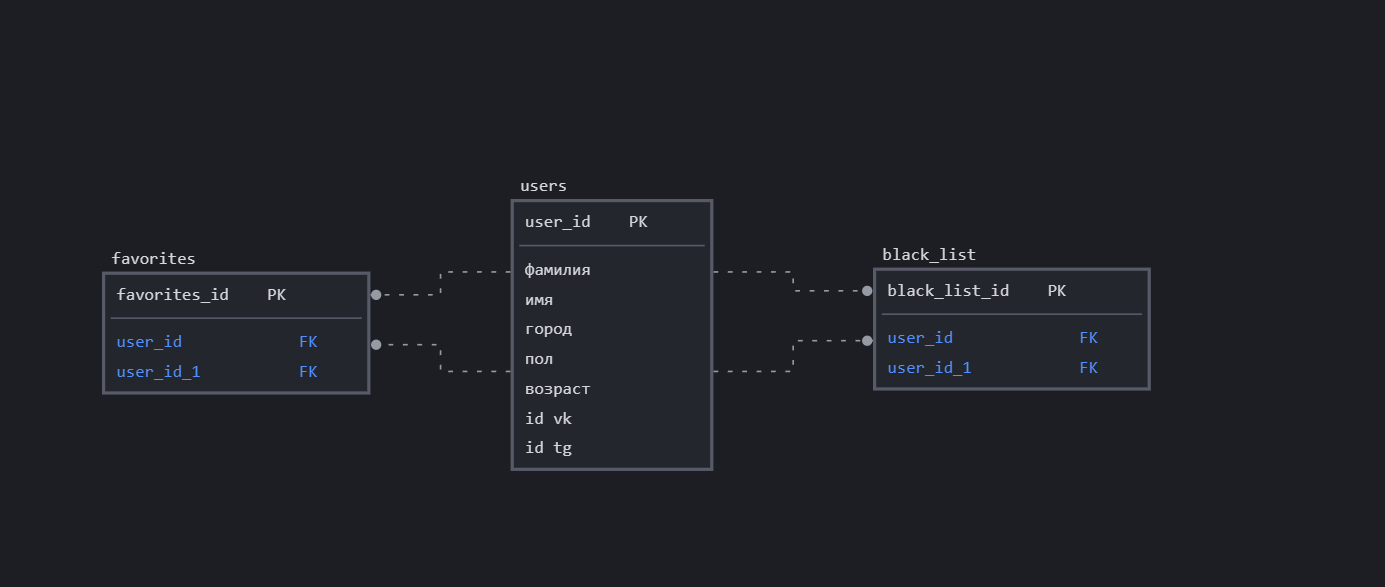 favorites
favorites_id PK
user_id FK
user_id_1 FK
users
user_id PK
фамилия
имя
город
пол
возраст
id vk
id tg
black_list
black_list_id PK
user_id FK
user_id_1 FK